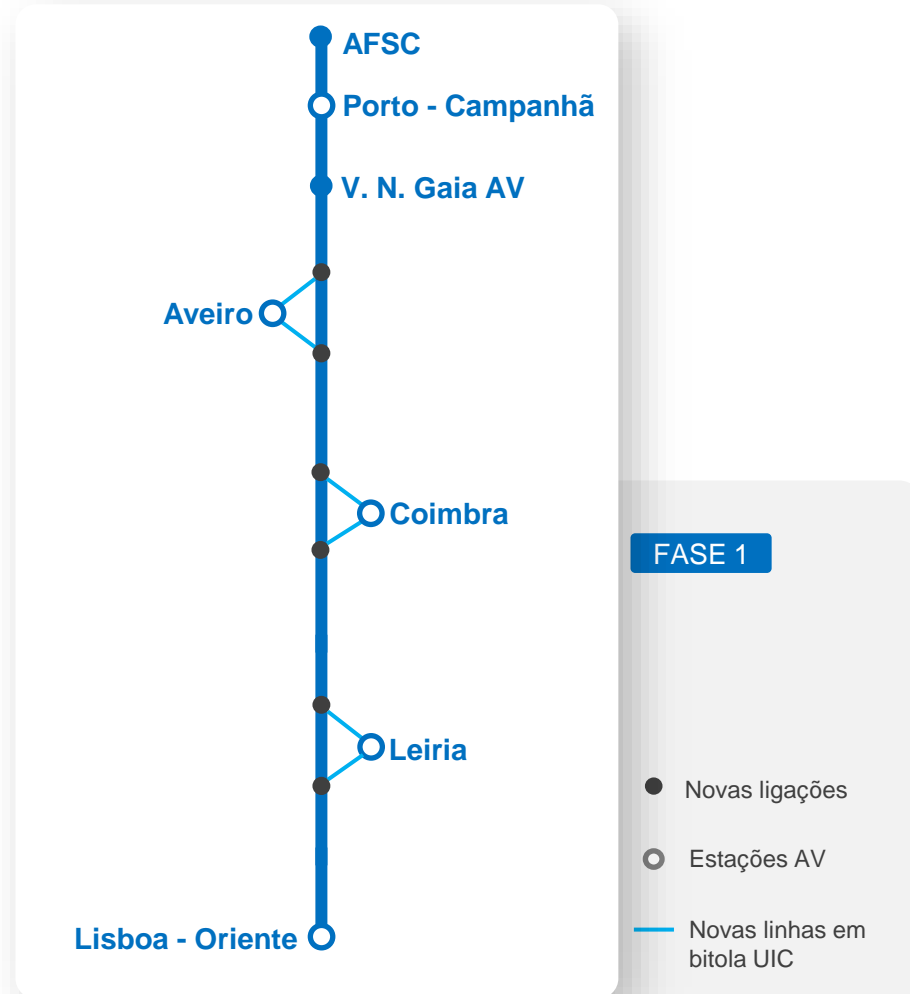 AFSC
Porto - Campanhã
V. N. Gaia AV
Aveiro
Coimbra
FASE 1
Leiria
Novas ligações
Estações AV
Lisboa - Oriente
Novas linhas em
bitola UIC